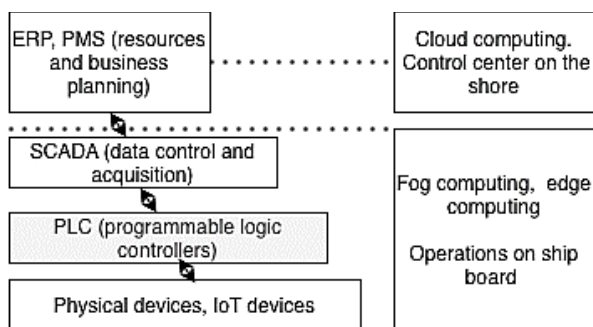 ERP, PMS (resources
and business
planning)
Cloud computing.
Control center on the
shore
SCADA (data control and
acquisition)
PLC (programmable logic
controllers)
Physical devices, IoT devices
Fog computing, edge
computing
Operations on ship
board